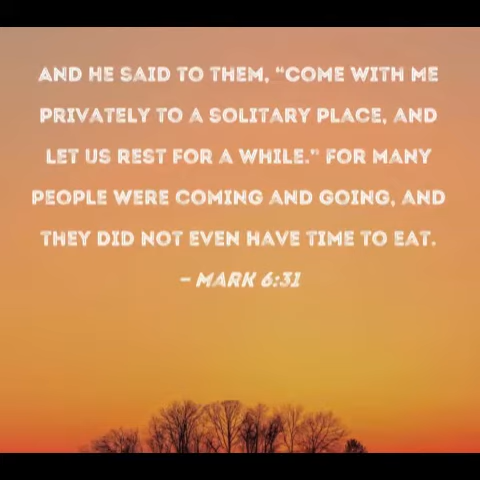 AND HE SAID TO THEM, "COME WITH ME
PRIVATELY TO A SOLITARY PLACE, AND
LET US REST FOR A WHILE." FOR MANY
PEOPLE WERE COMING AND GOING, AND
THEY DID NOT EVEN HAVE TIME TO EAT.
– MARK 6:31